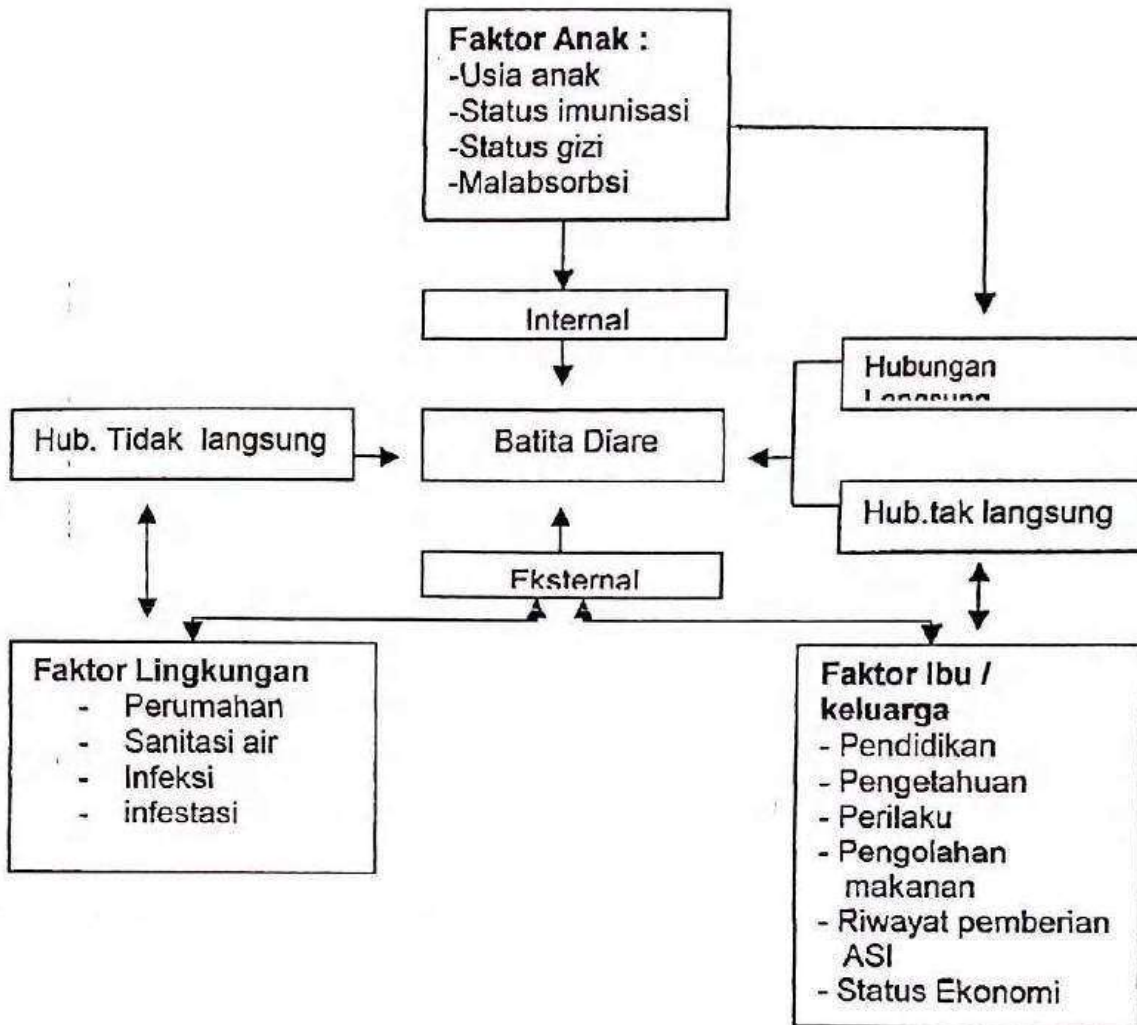 Faktor Anak :
-Usia anak
-Status imunisasi
-Status gizi
-Malabsorbsi
Internal
Hubungan
Langsung
Hub. Tidak langsung
Batita Diare
Hub.tak langsung
Eksternal
Faktor Lingkungan
- Perumahan
- Sanitasi air
- Infeksi
- infestasi
Faktor Ibu /
keluarga
- Pendidikan
- Pengetahuan
- Perilaku
- Pengolahan
makanan
- Riwayat pemberian
ASI
- Status Ekonomi